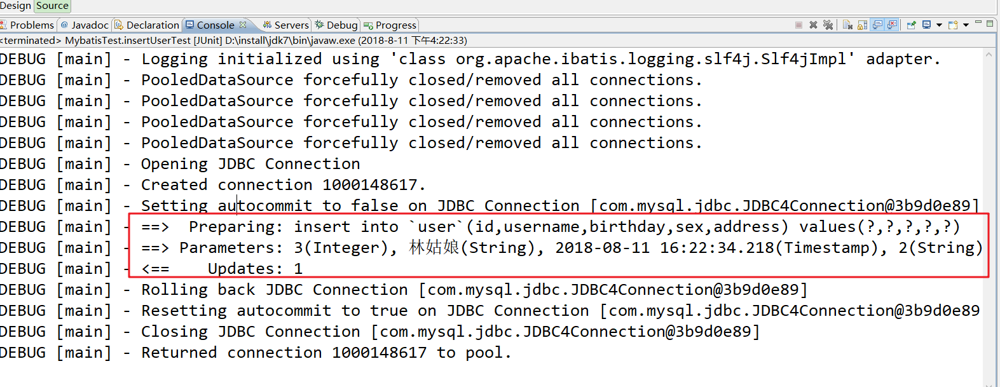 Design Source
Problems @ Javadoc Declaration Console Servers Debug Progress
<terminated> MybatisTest.insertUserTest [JUnit] D:\install\jdk7\bin\javaw.exe (2018-8-11 下午4:22:33)
DEBUG [main] - Logging initialized using 'class org.apache.ibatis.logging.slf4j.Slf4jImpl' adapter.
DEBUG [main] - PooledDataSource forcefully closed/removed all connections.
DEBUG [main] - PooledDataSource forcefully closed/removed all connections.
DEBUG [main] - PooledDataSource forcefully closed/removed all connections.
DEBUG [main] - PooledDataSource forcefully closed/removed all connections.
DEBUG [main] - Opening JDBC Connection
DEBUG [main] - Created connection 1000148617.
DEBUG [main] - Setting autocommit to false on JDBC Connection [com.mysql.jdbc.JDBC4Connection@3b9d0e89]
DEBUG [main] - ==>  Preparing: insert into `user`(id,username,birthday,sex,address) values(?,?,?,?,?)
DEBUG [main] - ==> Parameters: 3(Integer), 林姑娘(String), 2018-08-11 16:22:34.218(Timestamp), 2(String)
DEBUG [main] - <==    Updates: 1
DEBUG [main] - Rolling back JDBC Connection [com.mysql.jdbc.JDBC4Connection@3b9d0e89]
DEBUG [main] - Resetting autocommit to true on JDBC Connection [com.mysql.jdbc.JDBC4Connection@3b9d0e89
DEBUG [main] - Closing JDBC Connection [com.mysql.jdbc.JDBC4Connection@3b9d0e89]
DEBUG [main] - Returned connection 1000148617 to pool.